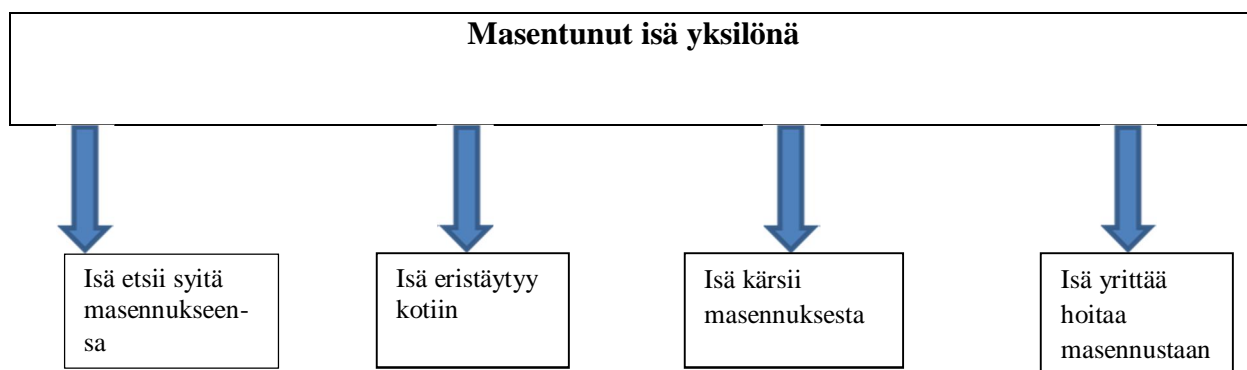 Masentunut isä yksilönä
Isä etsii syitä
masennukseen-
sa
Isä eristäytyy
kotiin
Isä kärsii
masennuksesta
Isä yrittää
hoitaa
masennustaan